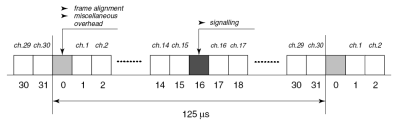 ➤ frame alignment
➤ miscellaneous
overhead
➤ signalling
ch.29 ch.30 ch.1 ch.2 ch.14 ch.15 ch.16 ch.17 ch.29 ch.30 ch.1 ch.2
30 31 0 1 2 14 15 16 17 18 30 31 0 1 2
125 µs